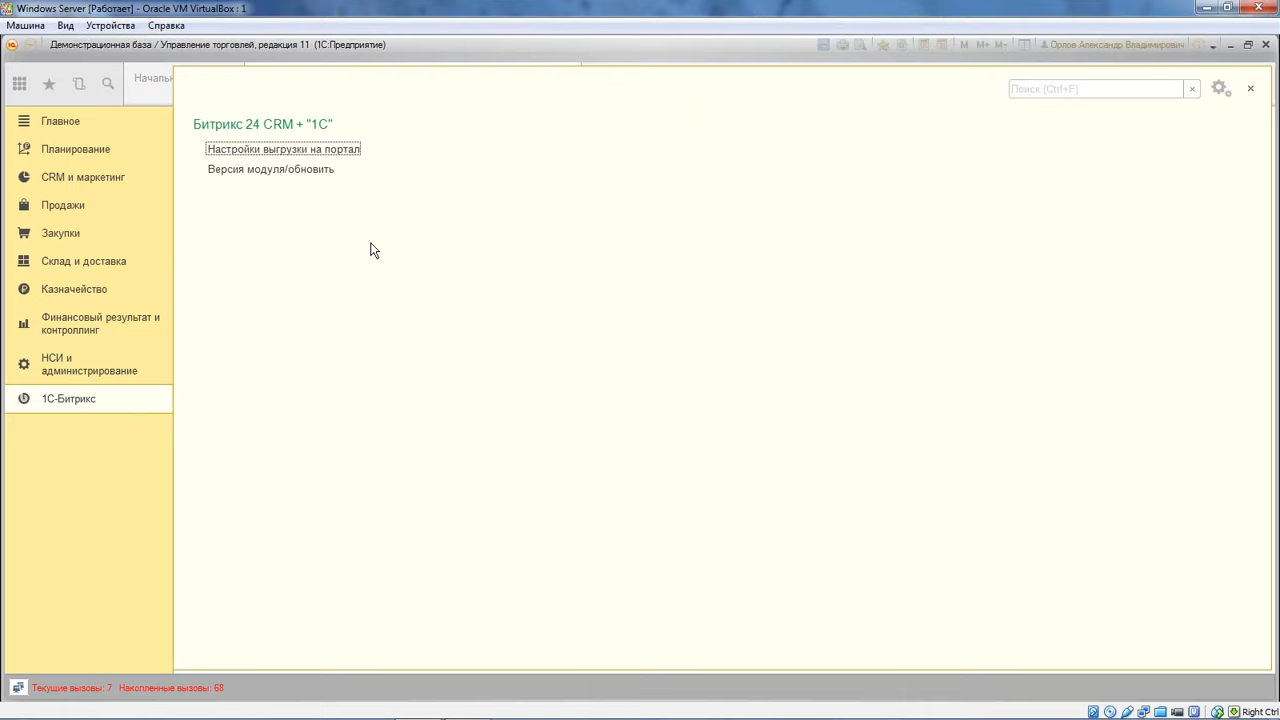 Windows Server [Работает] - Oracle VM VirtualBox : 1
Машина Вид Устройства Справка
Демонстрационная база / Управление торговлей, редакция 11 (1С:Предприятие)
M M+ M-
Орлов Александр Владимирович
Началь
Поиск (Ctrl+F)
Главное
Планирование
CRM и маркетинг
Продажи
Закупки
Склад и доставка
Казначейство
Финансовый результат и
контроллинг
НСИ и
администрирование
1С-Битрикс
Битрикс 24 CRM + "1С"
Настройки выгрузки на портал
Версия модуля/обновить
Текущие вызовы: 7 Накопленные вызовы: 68
Right Ctrl